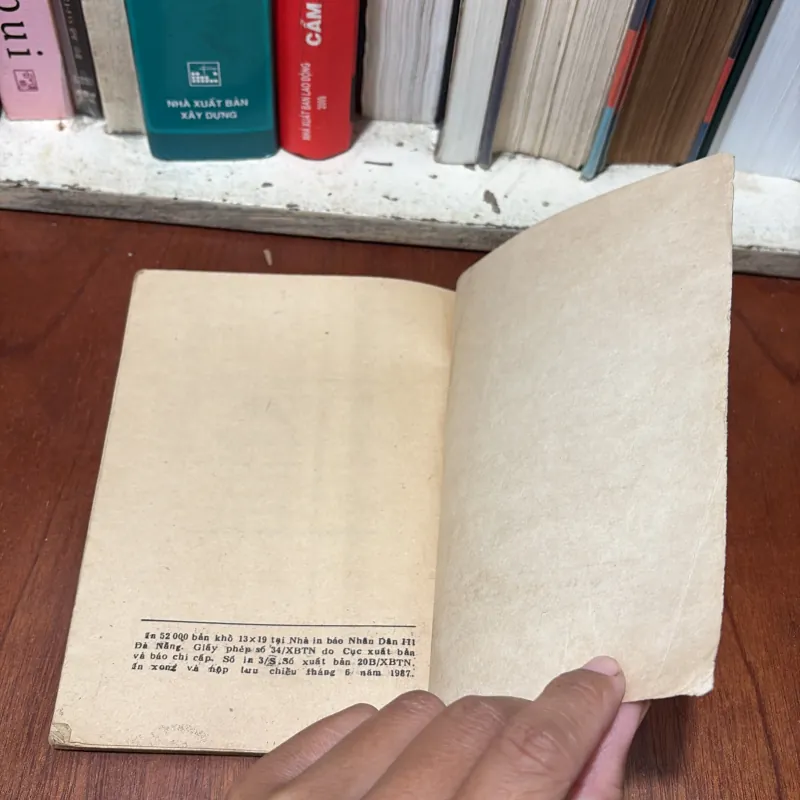 bui
NHÀ XUẤT BẢN
XÂY DỰNG
CẨM
NHÀ XUẤT BẢN LAO ĐỘNG
2005
In 52 000 bản khổ 13×19 tại Nhà in báo Nhân Dân III
Đà Nẵng. Giấy phép số 34/XBTN do Cục xuất bản
và báo chí cấp. Số in 3/S. Số xuất bản 20B/XBTN.
In xong và nộp lưu chiểu tháng 6 năm 1987.